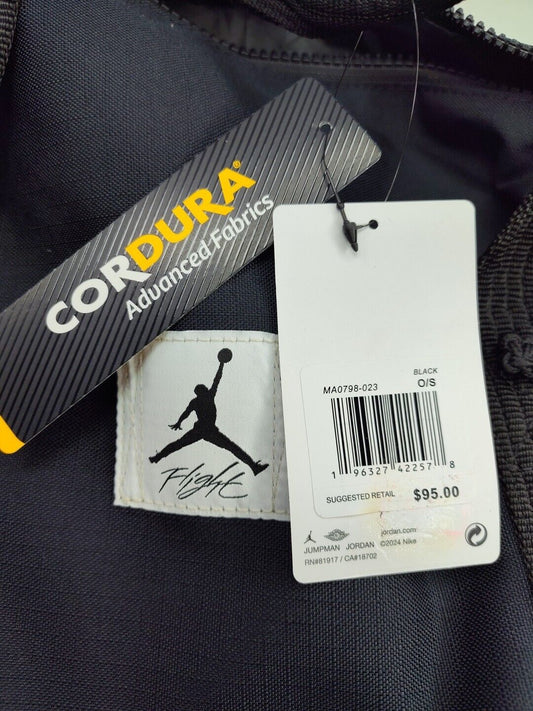 CORDURA®
Advanced Fabrics
Flight
BLACK
MA0798-023 O/S
1 96327 42257 8
SUGGESTED RETAIL $95.00
jordan.com
JUMPMAN JORDAN ©2024 Nike
RN#81917 / CA#18702